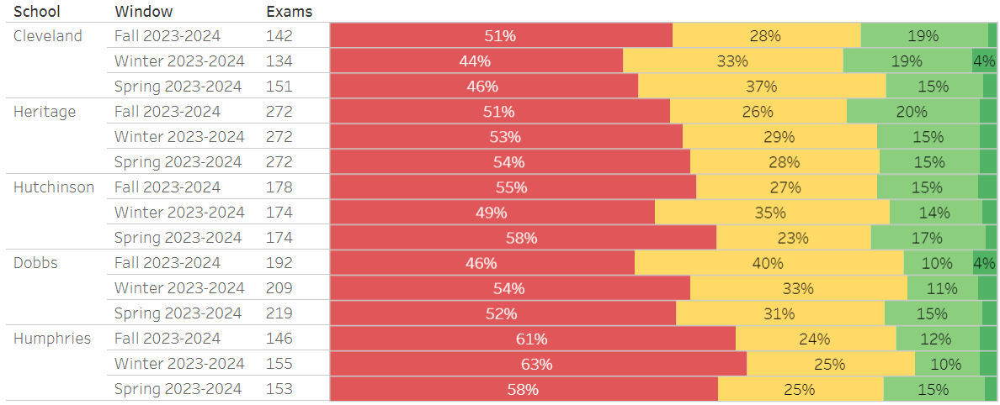 School Window Exams
Cleveland Fall 2023-2024 142 51% 28% 19%
Winter 2023-2024 134 44% 33% 19% 4%
Spring 2023-2024 151 46% 37% 15%
Heritage Fall 2023-2024 272 51% 26% 20%
Winter 2023-2024 272 53% 29% 15%
Spring 2023-2024 272 54% 28% 15%
Hutchinson Fall 2023-2024 178 55% 27% 15%
Winter 2023-2024 174 49% 35% 14%
Spring 2023-2024 174 58% 23% 17%
Dobbs Fall 2023-2024 192 46% 40% 10% 4%
Winter 2023-2024 209 54% 33% 11%
Spring 2023-2024 219 52% 31% 15%
Humphries Fall 2023-2024 146 61% 24% 12%
Winter 2023-2024 155 63% 25% 10%
Spring 2023-2024 153 58% 25% 15%